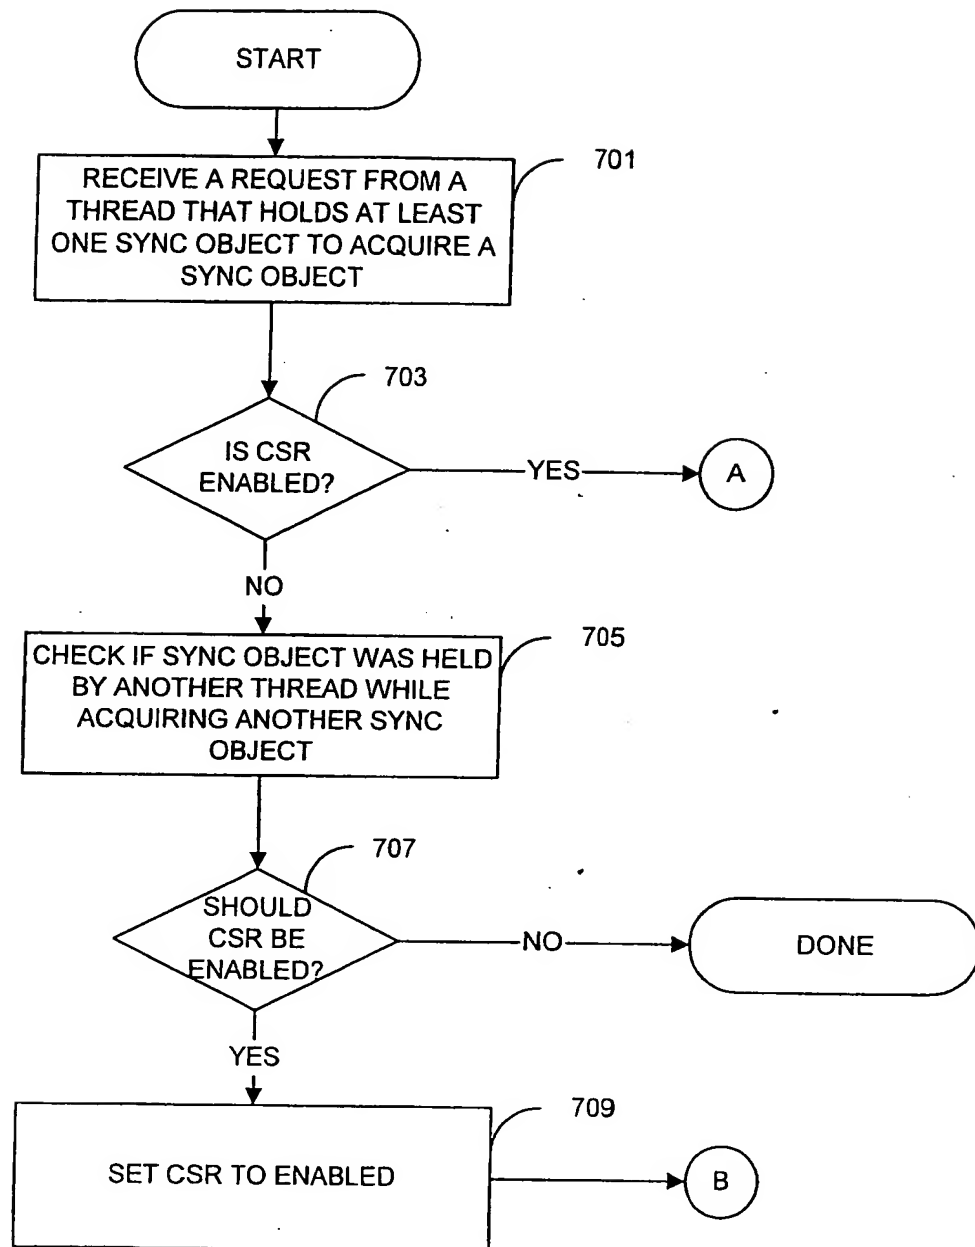 START
701
RECEIVE A REQUEST FROM A
THREAD THAT HOLDS AT LEAST
ONE SYNC OBJECT TO ACQUIRE A
SYNC OBJECT
703
IS CSR
ENABLED?
YES
A
NO
705
CHECK IF SYNC OBJECT WAS HELD
BY ANOTHER THREAD WHILE
ACQUIRING ANOTHER SYNC
OBJECT
707
SHOULD
CSR BE
ENABLED?
NO
DONE
YES
709
SET CSR TO ENABLED
B